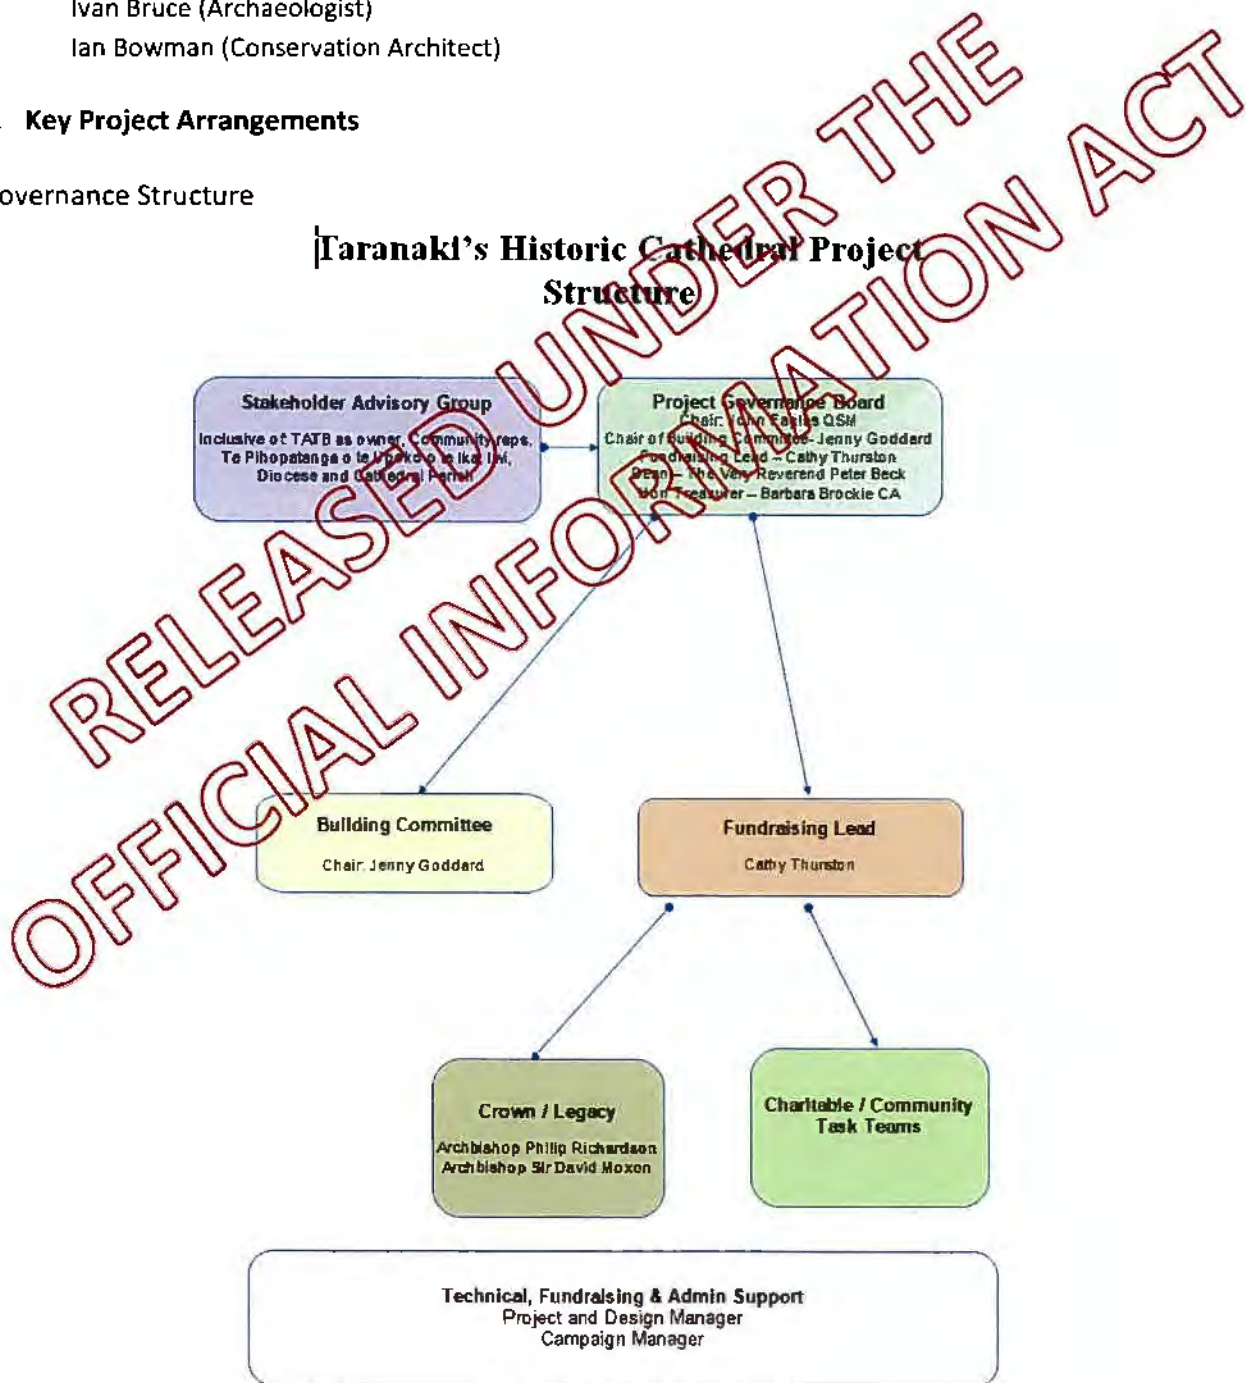 Ivan Bruce (Archaeologist)
Ian Bowman (Conservation Architect)
Key Project Arrangements
overnance Structure
Taranaki's Historic Cathedral Project
Structure
Stakeholder Advisory Group
Inclusive of TATB as owner, Community reps,
Te Pihopatanga o te Upoko o te Ika
Diocese and Cathedral Parish
Project Governance Board
Chair: John Eagles QSM
Chair of Building Committee- Jenny Goddard
Fundraising Lead – Cathy Thurston
Dean – The Very Reverend Peter Beck
Hon Treasurer – Barbara Brockie CA
RELEASED UNDER THE
OFFICIAL INFORMATION ACT
Building Committee
Chair: Jenny Goddard
Fundraising Lead
Cathy Thurston
Crown / Legacy
Archbishop Philip Richardson
Archbishop Sir David Moxon
Charitable / Community
Task Teams
Technical, Fundraising & Admin Support
Project and Design Manager
Campaign Manager